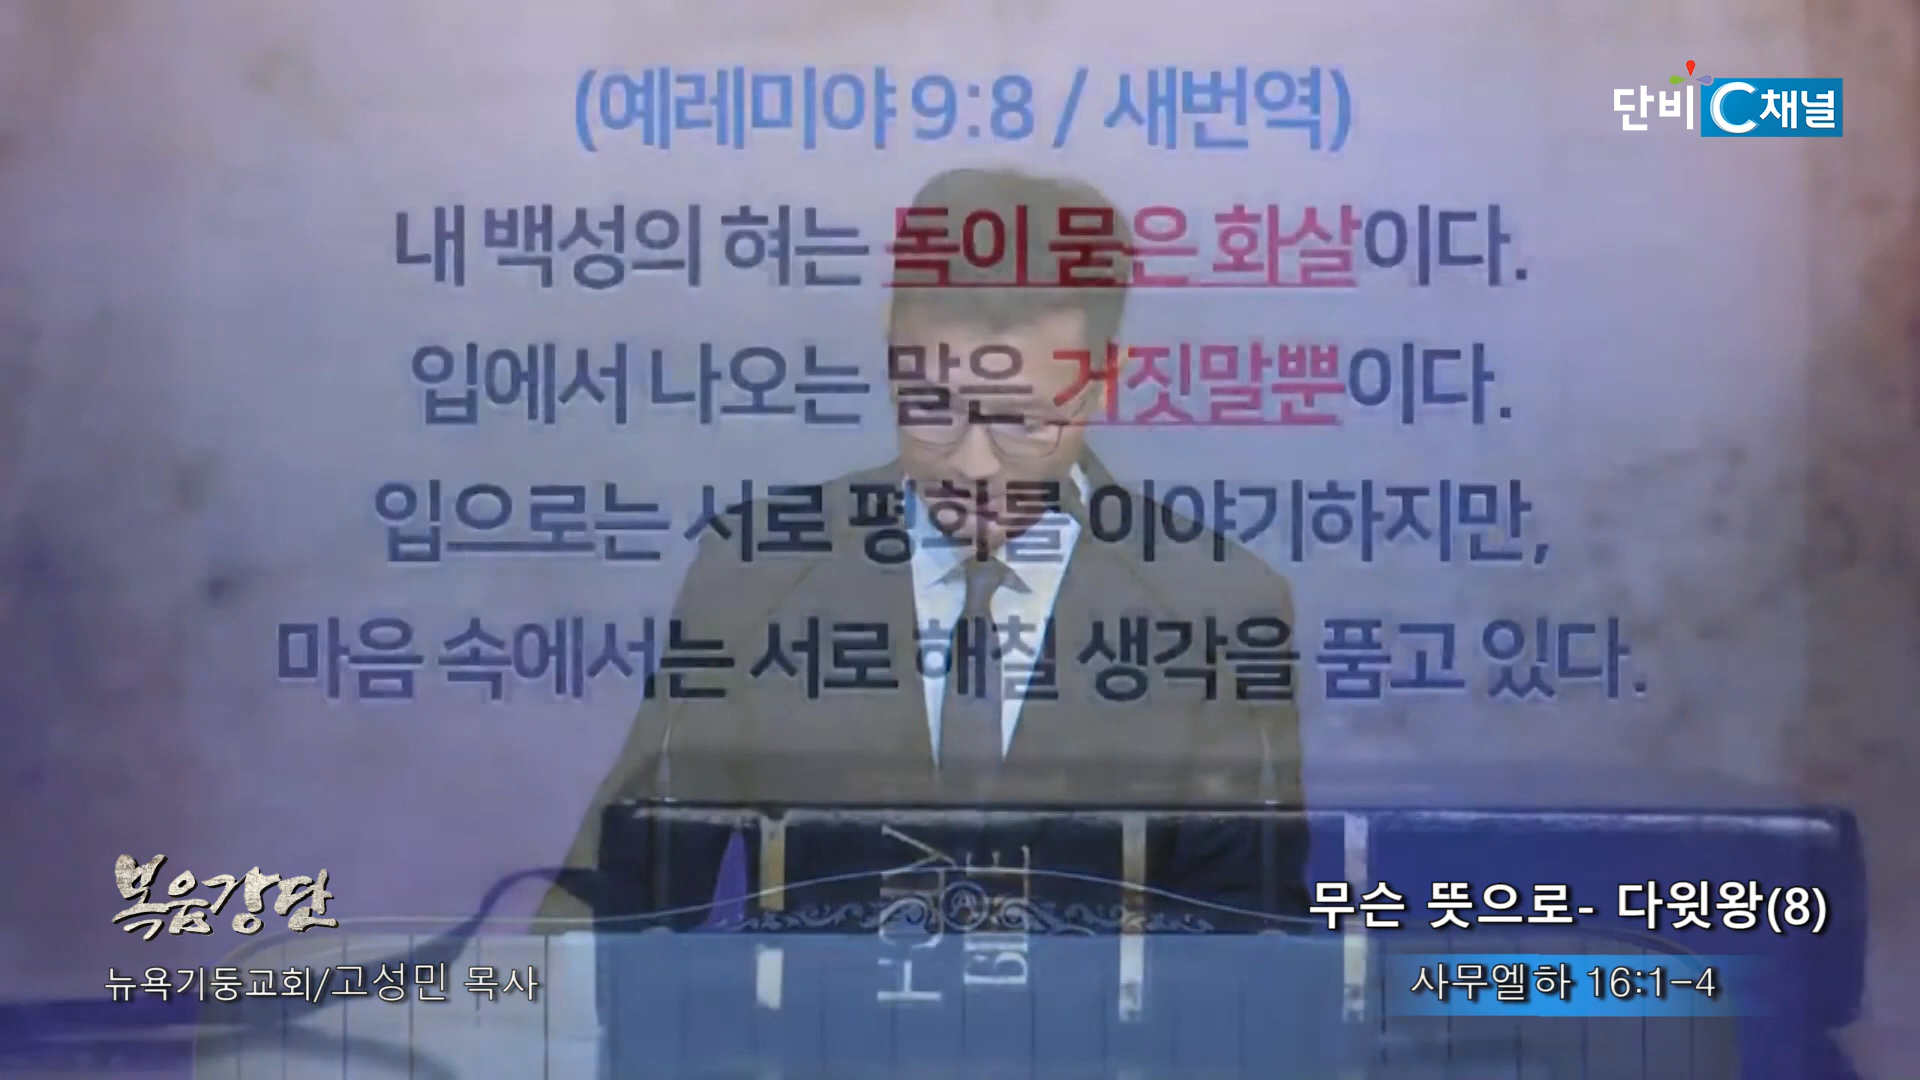 (예레미야 9:8 / 새번역)
단비 C채널
내 백성의 혀는 독이 묻은 화살이다.
입에서 나오는 말은 거짓말뿐이다.
입으로는 서로 평화를 이야기하지만,
마음 속에서는 서로 해칠 생각을 품고 있다.
HOLY
BIBLE
복음강단
뉴욕기둥교회/고성민 목사
무슨 뜻으로- 다윗왕(8)
사무엘하 16:1-4